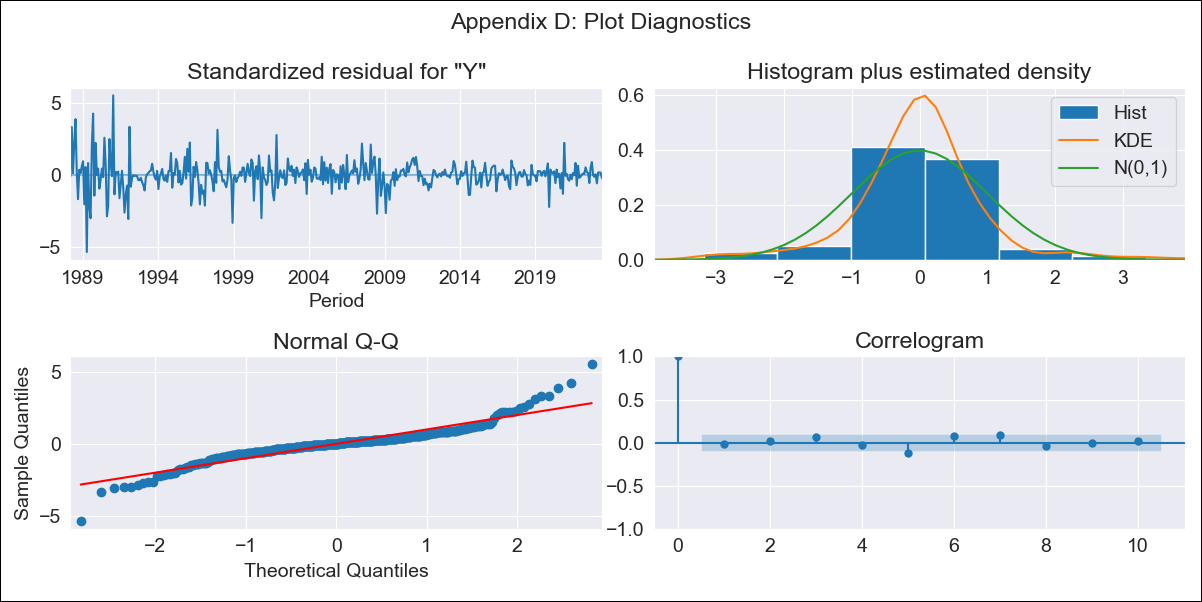 Appendix D: Plot Diagnostics
Standardized residual for "Y"
5
0
−5
1989 1994 1999 2004 2009 2014 2019
Period
Histogram plus estimated density
0.6
0.4
0.2
0.0
−3 −2 −1 0 1 2 3
Hist
KDE
N(0,1)
Normal Q-Q
Sample Quantiles
5
0
−5
−2 −1 0 1 2
Theoretical Quantiles
Correlogram
1.0
0.5
0.0
−0.5
−1.0
0 2 4 6 8 10